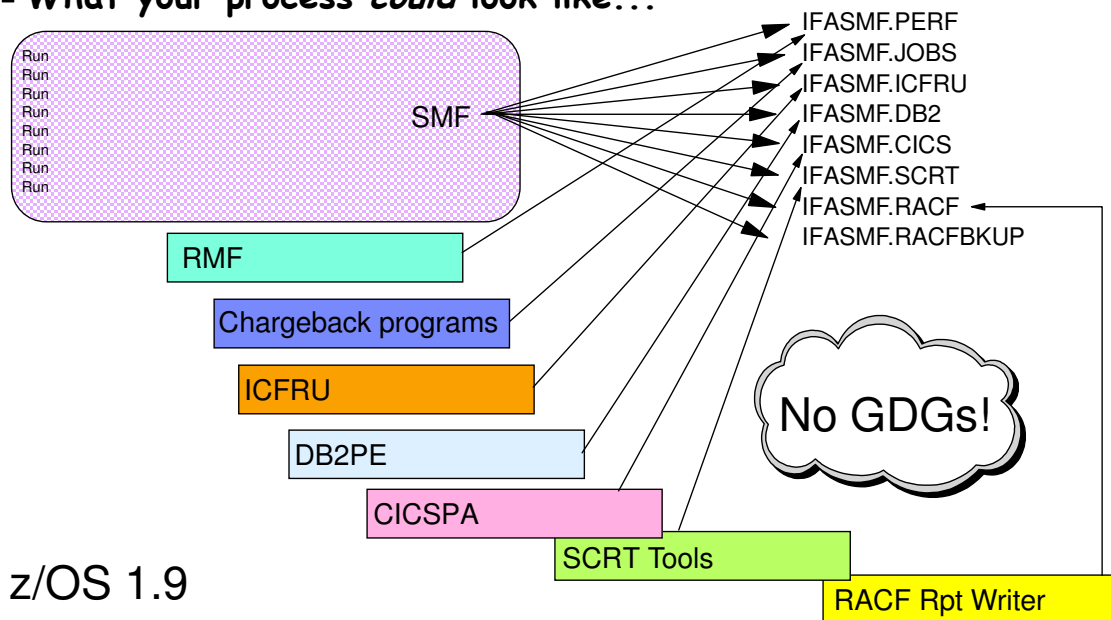 - What your process could look like...
Run
Run
Run
Run
Run
Run
Run
Run
SMF
IFASMF.PERF
IFASMF.JOBS
IFASMF.ICFRU
IFASMF.DB2
IFASMF.CICS
IFASMF.SCRT
IFASMF.RACF
IFASMF.RACFBKUP
RMF
Chargeback programs
ICFRU
DB2PE
CICSPA
SCRT Tools
RACF Rpt Writer
No GDGs!
z/OS 1.9